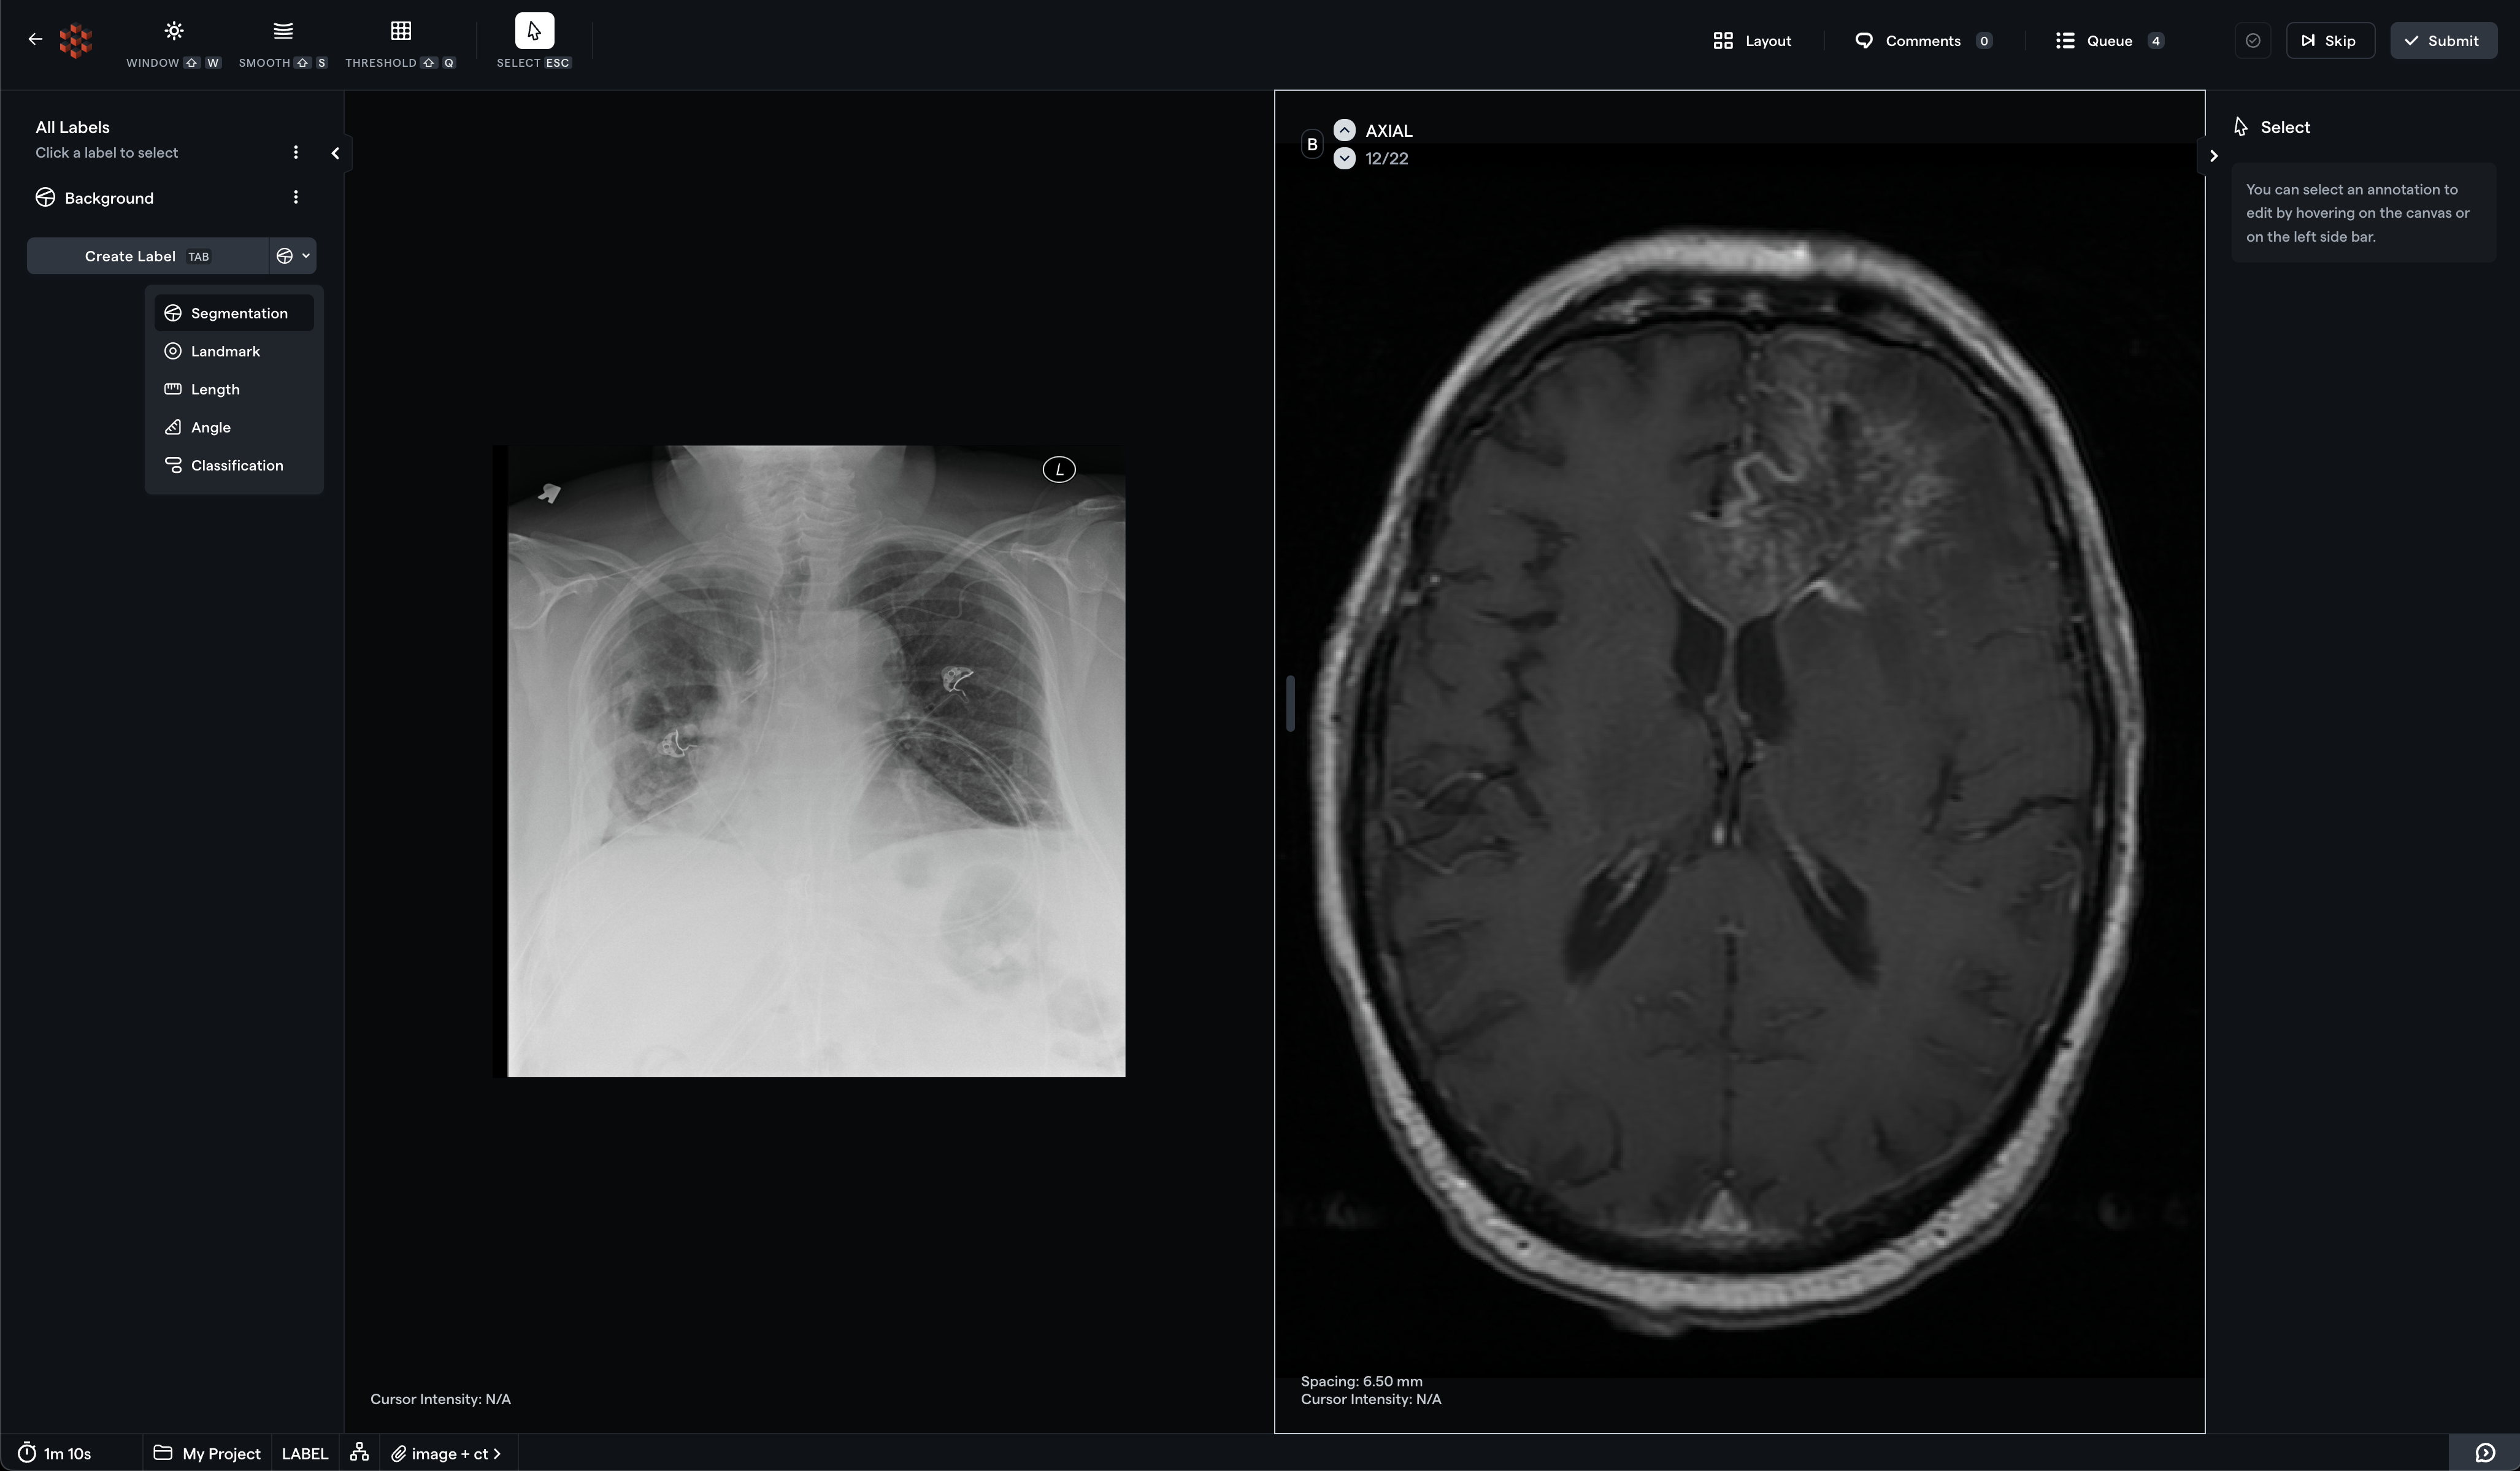 WINDOW ⇧ W
SMOOTH ⇧ S
THRESHOLD ⇧ Q
SELECT ESC
Layout
Comments 0
Queue 4
Skip
Submit
All Labels
Click a label to select
Background
Create Label TAB
Segmentation
Landmark
Length
Angle
Classification
L
Cursor Intensity: N/A
B
AXIAL
12/22
Spacing: 6.50 mm
Cursor Intensity: N/A
Select
You can select an annotation to
edit by hovering on the canvas or
on the left side bar.
1m 10s
My Project
LABEL
image + ct